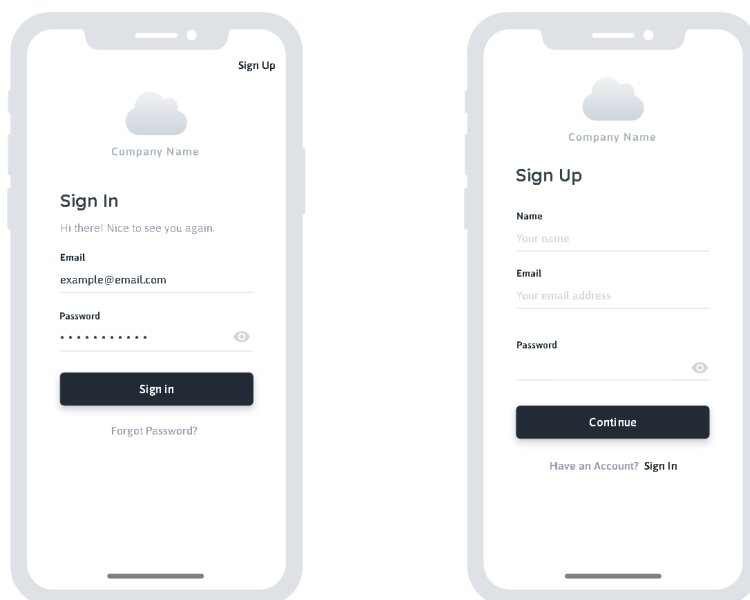 Sign Up
Company Name
Sign In
Hi there! Nice to see you again.
Email
example@email.com
Password
Sign in
Forgot Password?
Company Name
Sign Up
Name
Your name
Email
Your email address
Password
Continue
Have an Account? Sign In